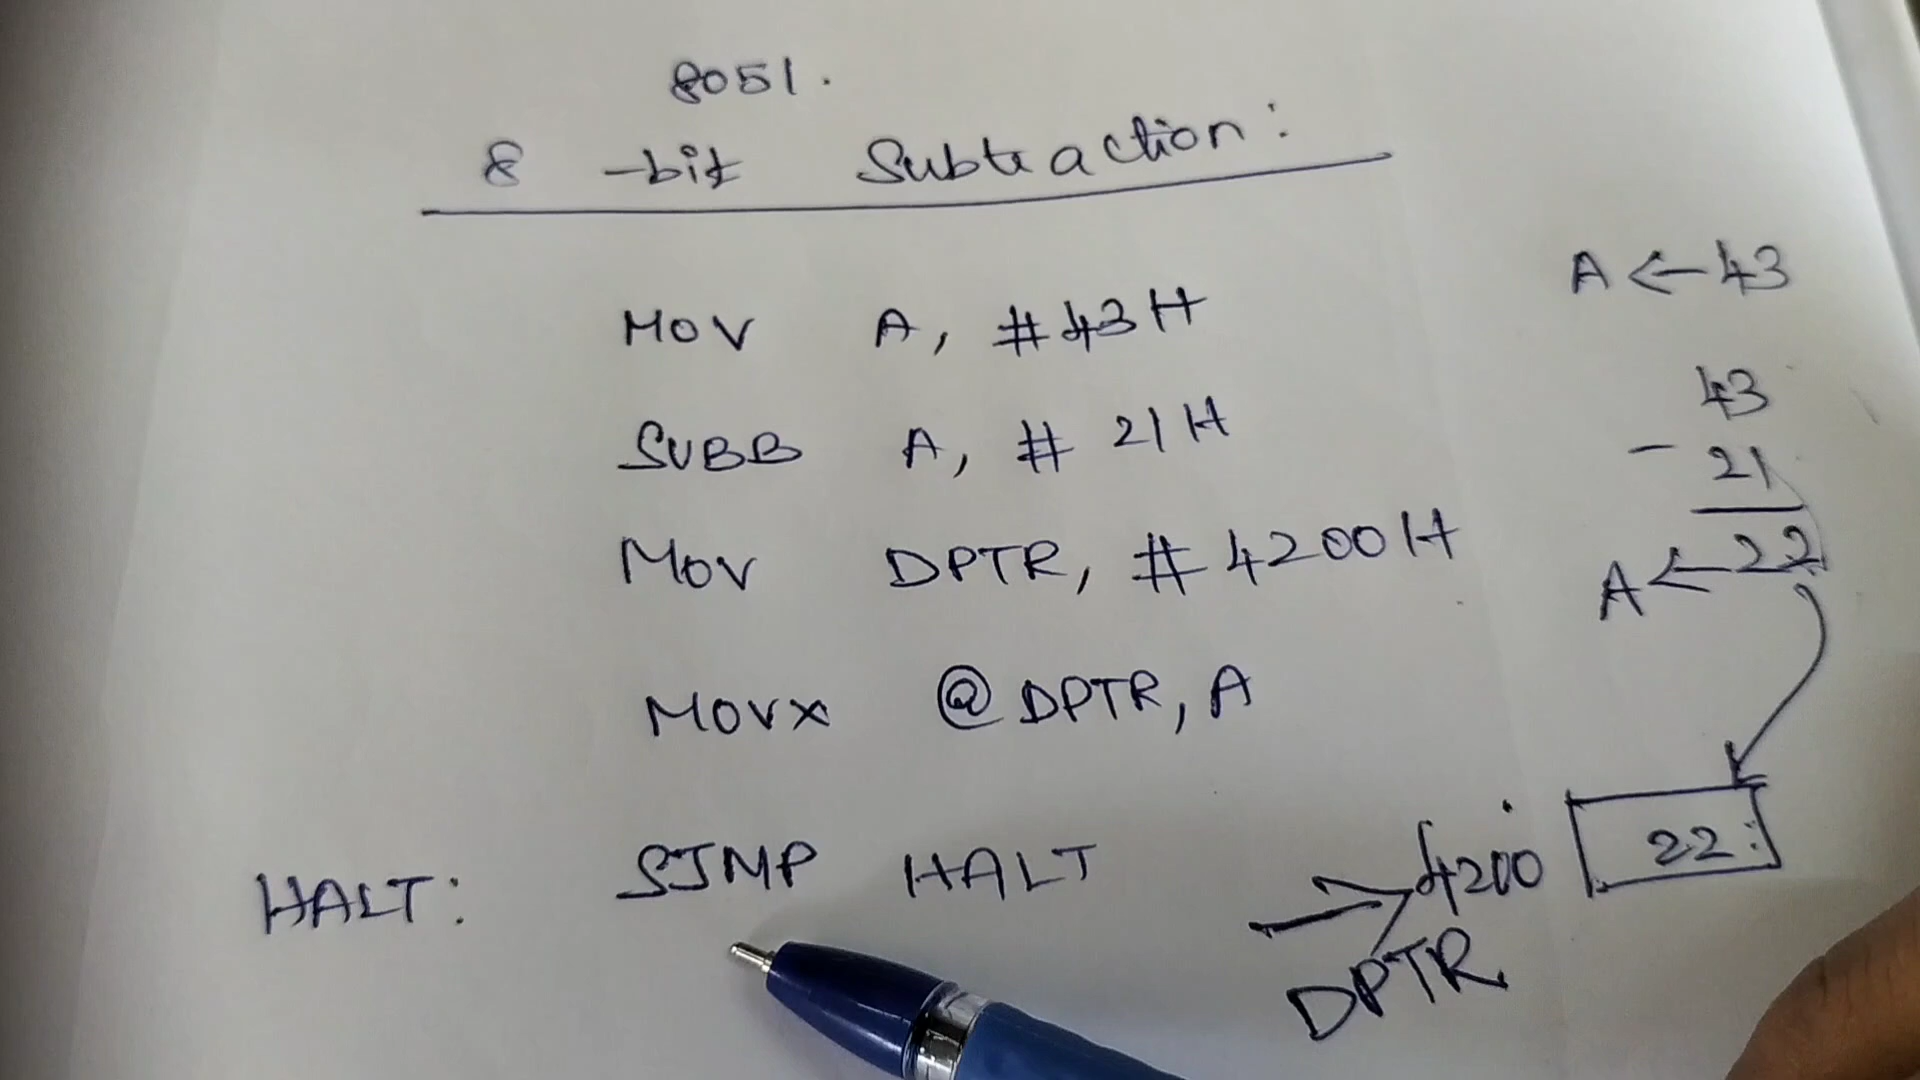 8051.
8 -bit Subtraction:
MOV A, #43H
SUBB A, # 21H
MOV DPTR, #4200H
MOVX @DPTR, A
HALT: SJMP HALT
A ← 43
43
- 21
A ← 22
4200 22
DPTR